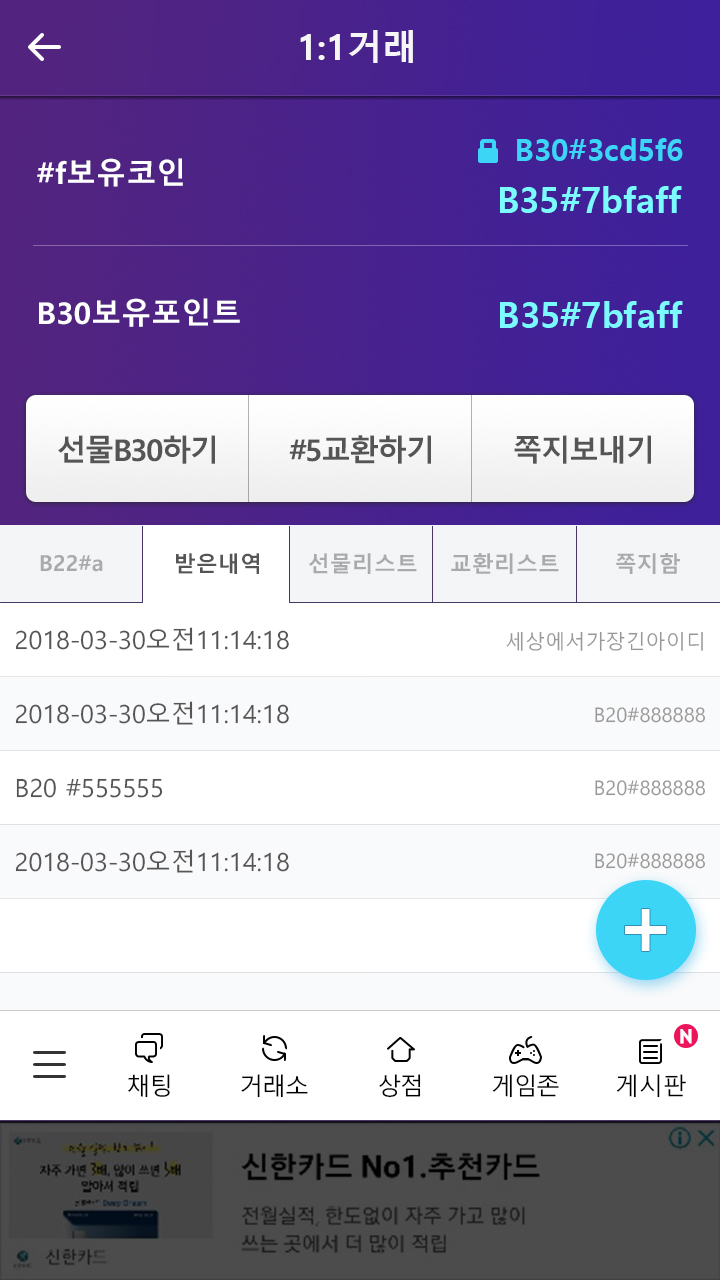 1:1거래
#f보유코인
B30#3cd5f6
B35#7bfaff
B30보유포인트
B35#7bfaff
선물B30하기
#5교환하기
쪽지보내기
B22#a
받은내역
선물리스트
교환리스트
쪽지함
2018-03-30오전11:14:18
세상에서가장긴아이디
2018-03-30오전11:14:18
B20#888888
B20 #555555
B20#888888
2018-03-30오전11:14:18
B20#888888
채팅
거래소
상점
게임존
게시판
N
자주 가면 3배, 많이 쓰면 5배
알아서 적립
Deep Dream
신한카드
신한카드 No1.추천카드
전월실적, 한도없이 자주 가고 많이
쓰는 곳에서 더 많이 적립